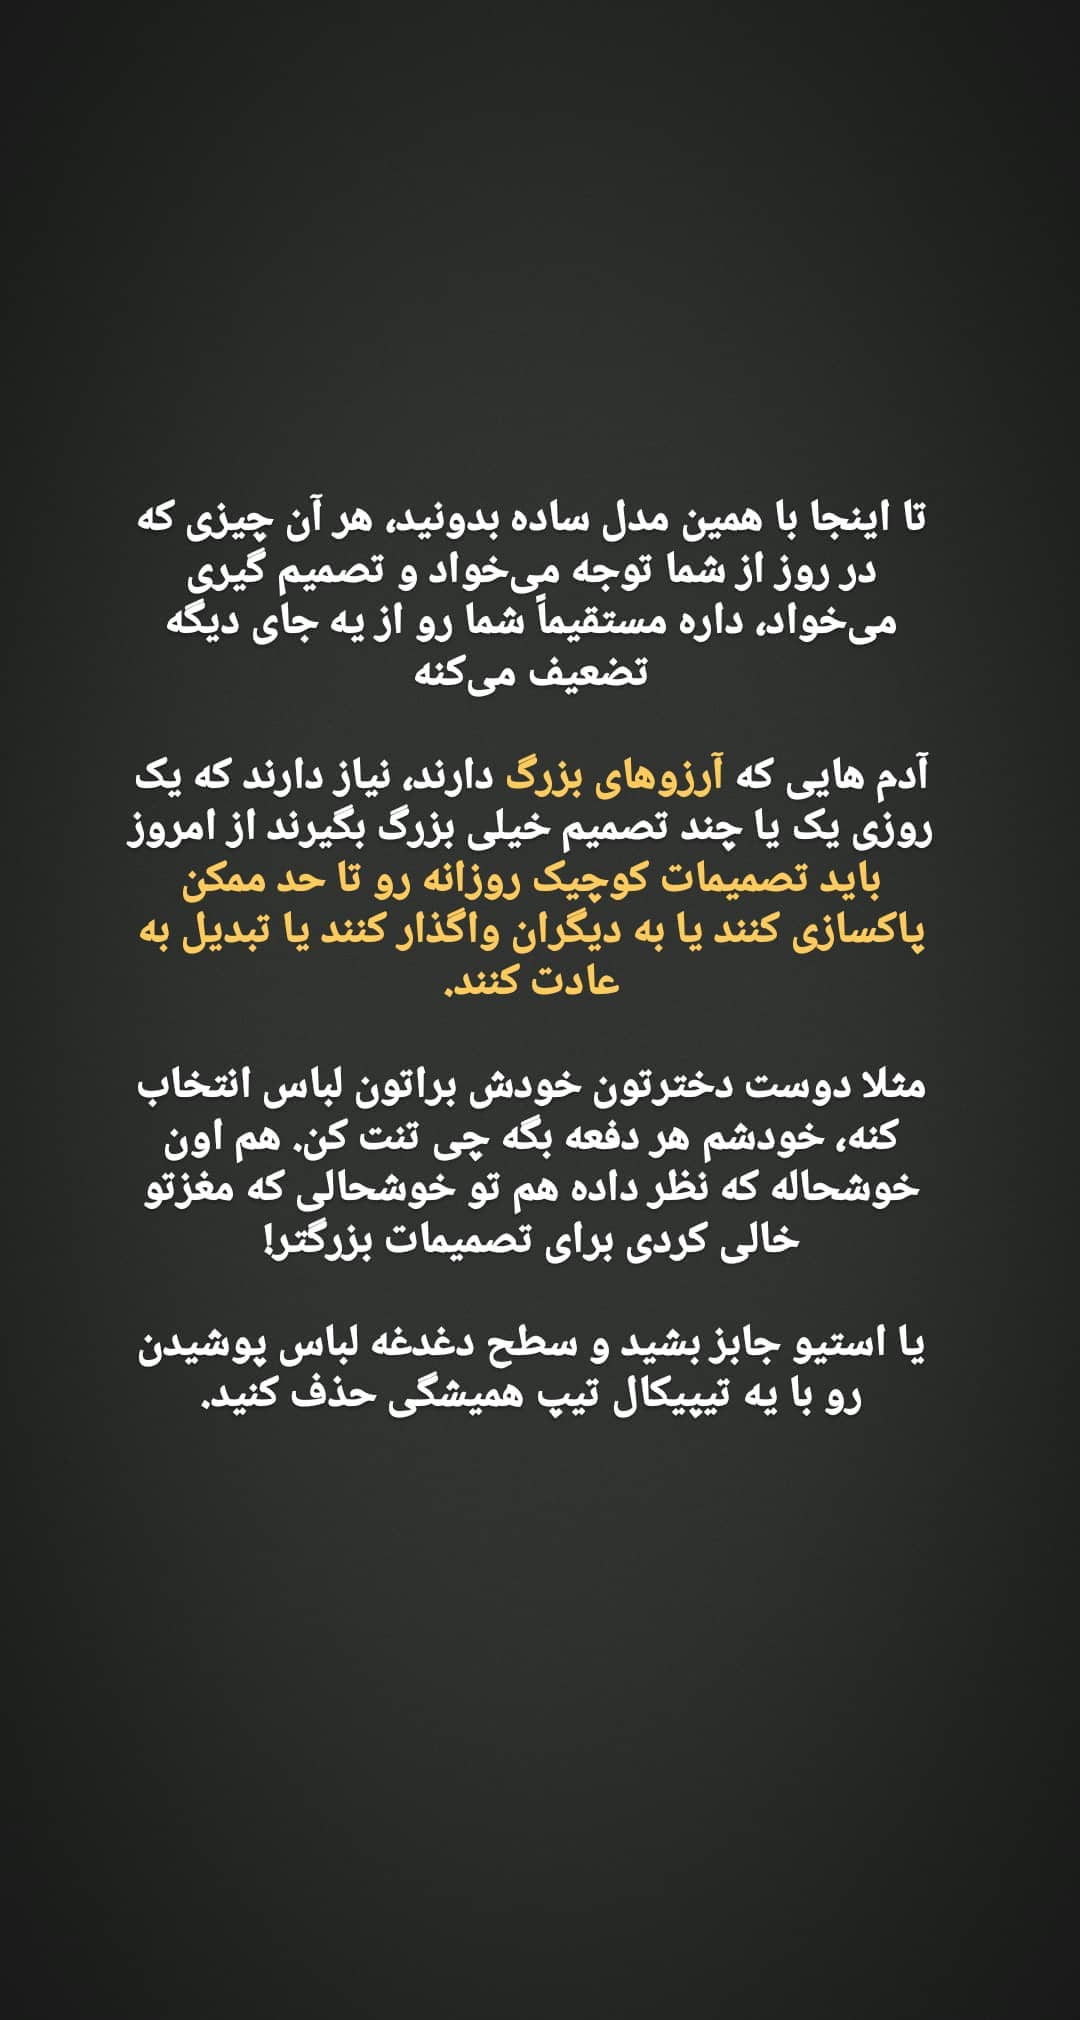 تا اینجا با همین مدل ساده بدونید، هر آن چیزی که
در روز از شما توجه می‌خواد و تصمیم گیری
می‌خواد، داره مستقیماً شما رو از یه جای دیگه
تضعیف می‌کنه
آدم هایی که آرزوهای بزرگ دارند، نیاز دارند که یک
روزی یک یا چند تصمیم خیلی بزرگ بگیرند از امروز
باید تصمیمات کوچیک روزانه رو تا حد ممکن
پاکسازی کنند یا به دیگران واگذار کنند یا تبدیل به
عادت کنند.
مثلا دوست دخترتون خودش براتون لباس انتخاب
کنه، خودشم هر دفعه بگه چی تنت کن. هم اون
خوشحاله که نظر داده هم تو خوشحالی که مغزتو
خالی کردی برای تصمیمات بزرگتر!
یا استیو جابز بشید و سطح دغدغه لباس پوشیدن
رو با یه تیپیکال تیپ همیشگی حذف کنید.